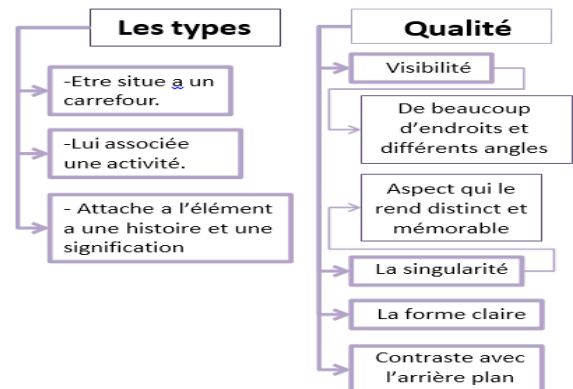 Les types
-Etre situe a un
carrefour.
-Lui associée
une activité.
- Attache a l'élément
a une histoire et une
signification
Qualité
Visibilité
De beaucoup
d'endroits et
différents angles
Aspect qui le
rend distinct et
mémorable
La singularité
La forme claire
Contraste avec
l'arrière plan